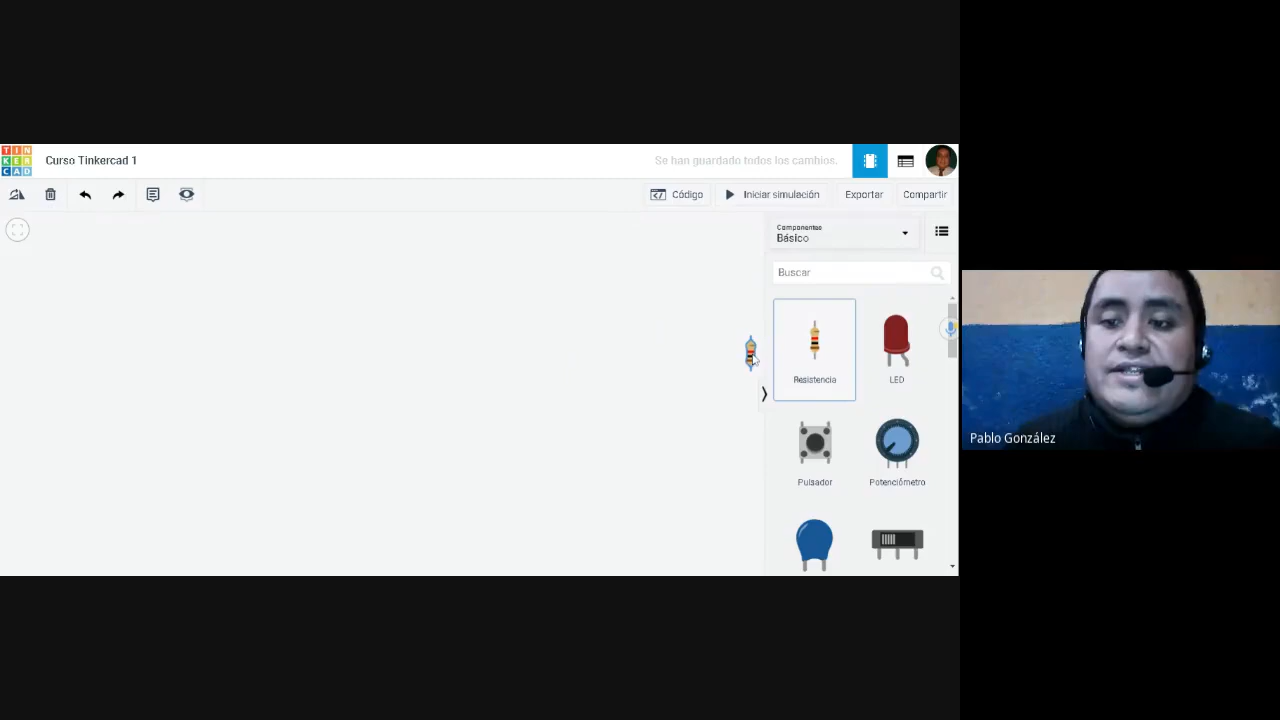 TIN
KER
CAD
Curso Tinkercad 1
Se han guardado todos los cambios.
Código
Iniciar simulación
Exportar
Compartir
Componentes
Básico
Buscar
Resistencia
LED
Pulsador
Potenciómetro
Pablo González